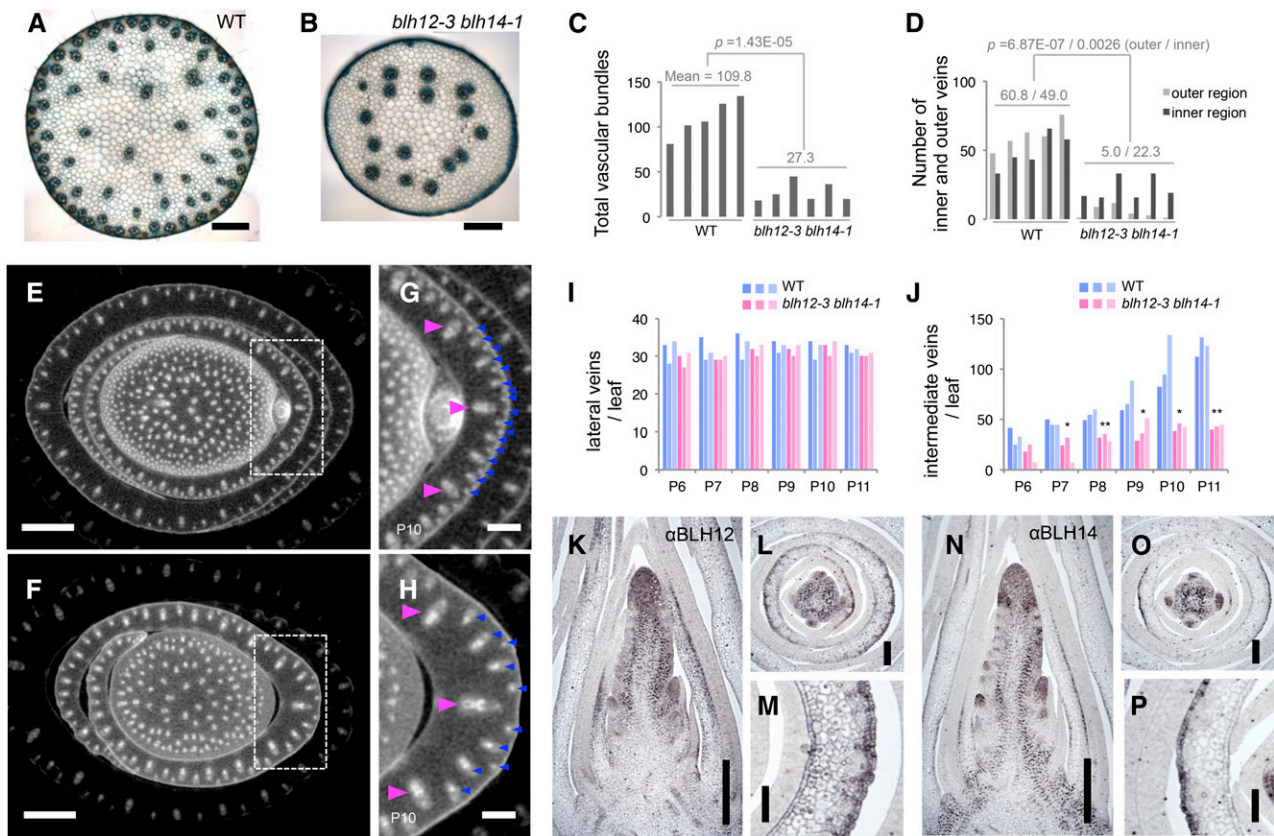 A
WT
B
blh12-3 blh14-1
C
p =1.43E-05
Mean = 109.8
27.3
Total vascular bundles
150
100
50
0
WT
blh12-3 blh14-1
D
p =6.87E-07 / 0.0026 (outer / inner)
60.8 / 49.0
5.0 / 22.3
outer region
inner region
Number of
inner and outer veins
100
50
0
WT
blh12-3 blh14-1
E
G
P10
F
H
P10
I
WT
blh12-3 blh14-1
lateral veins
/ leaf
40
30
20
10
0
P6 P7 P8 P9 P10 P11
J
WT
blh12-3 blh14-1
intermediate veins
/ leaf
150
100
50
0
* ** * * **
P6 P7 P8 P9 P10 P11
K
αBLH12
L
M
N
αBLH14
O
P